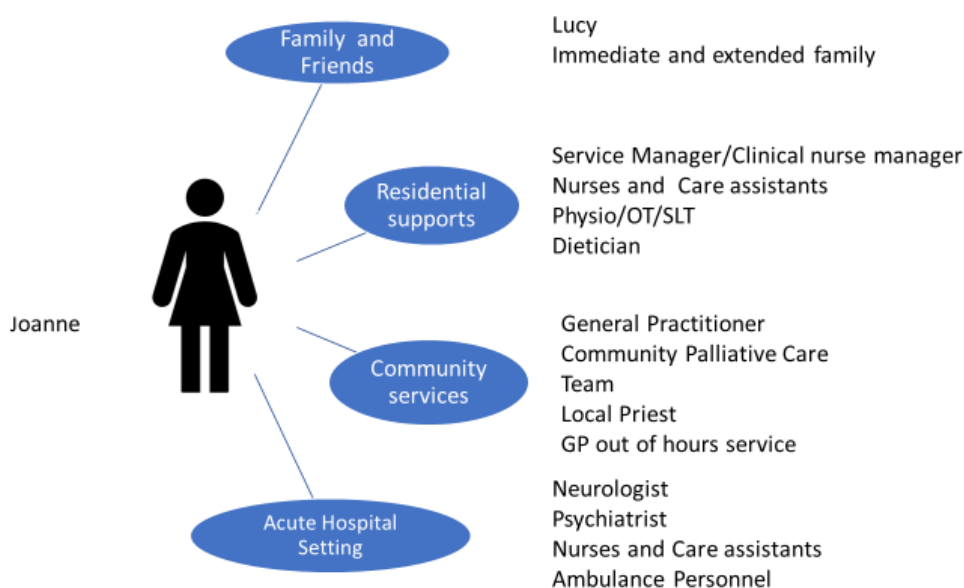 Family and
Friends
Lucy
Immediate and extended family
Residential
supports
Service Manager/Clinical nurse manager
Nurses and Care assistants
Physio/OT/SLT
Dietician
Joanne
Community
services
General Practitioner
Community Palliative Care
Team
Local Priest
GP out of hours service
Acute Hospital
Setting
Neurologist
Psychiatrist
Nurses and Care assistants
Ambulance Personnel